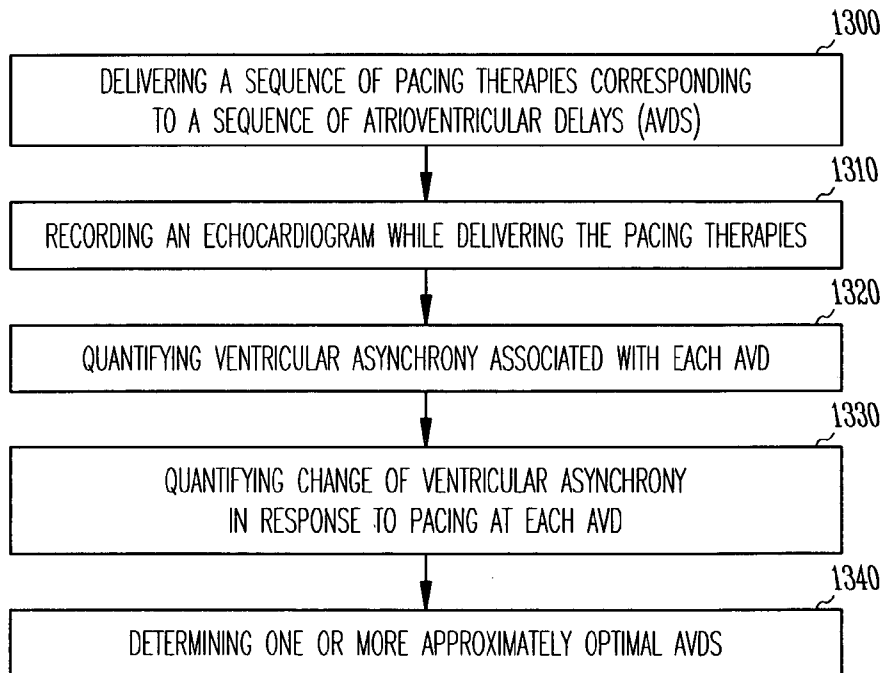 1300
DELIVERING A SEQUENCE OF PACING THERAPIES CORRESPONDING
TO A SEQUENCE OF ATRIOVENTRICULAR DELAYS (AVDS)
1310
RECORDING AN ECHOCARDIOGRAM WHILE DELIVERING THE PACING THERAPIES
1320
QUANTIFYING VENTRICULAR ASYNCHRONY ASSOCIATED WITH EACH AVD
1330
QUANTIFYING CHANGE OF VENTRICULAR ASYNCHRONY
IN RESPONSE TO PACING AT EACH AVD
1340
DETERMINING ONE OR MORE APPROXIMATELY OPTIMAL AVDS